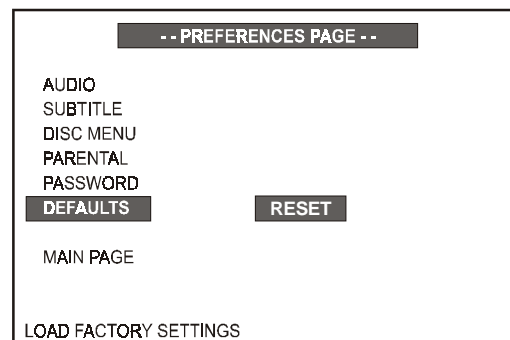 - - PREFERENCES PAGE - -
AUDIO
SUBTITLE
DISC MENU
PARENTAL
PASSWORD
DEFAULTS RESET
MAIN PAGE
LOAD FACTORY SETTINGS